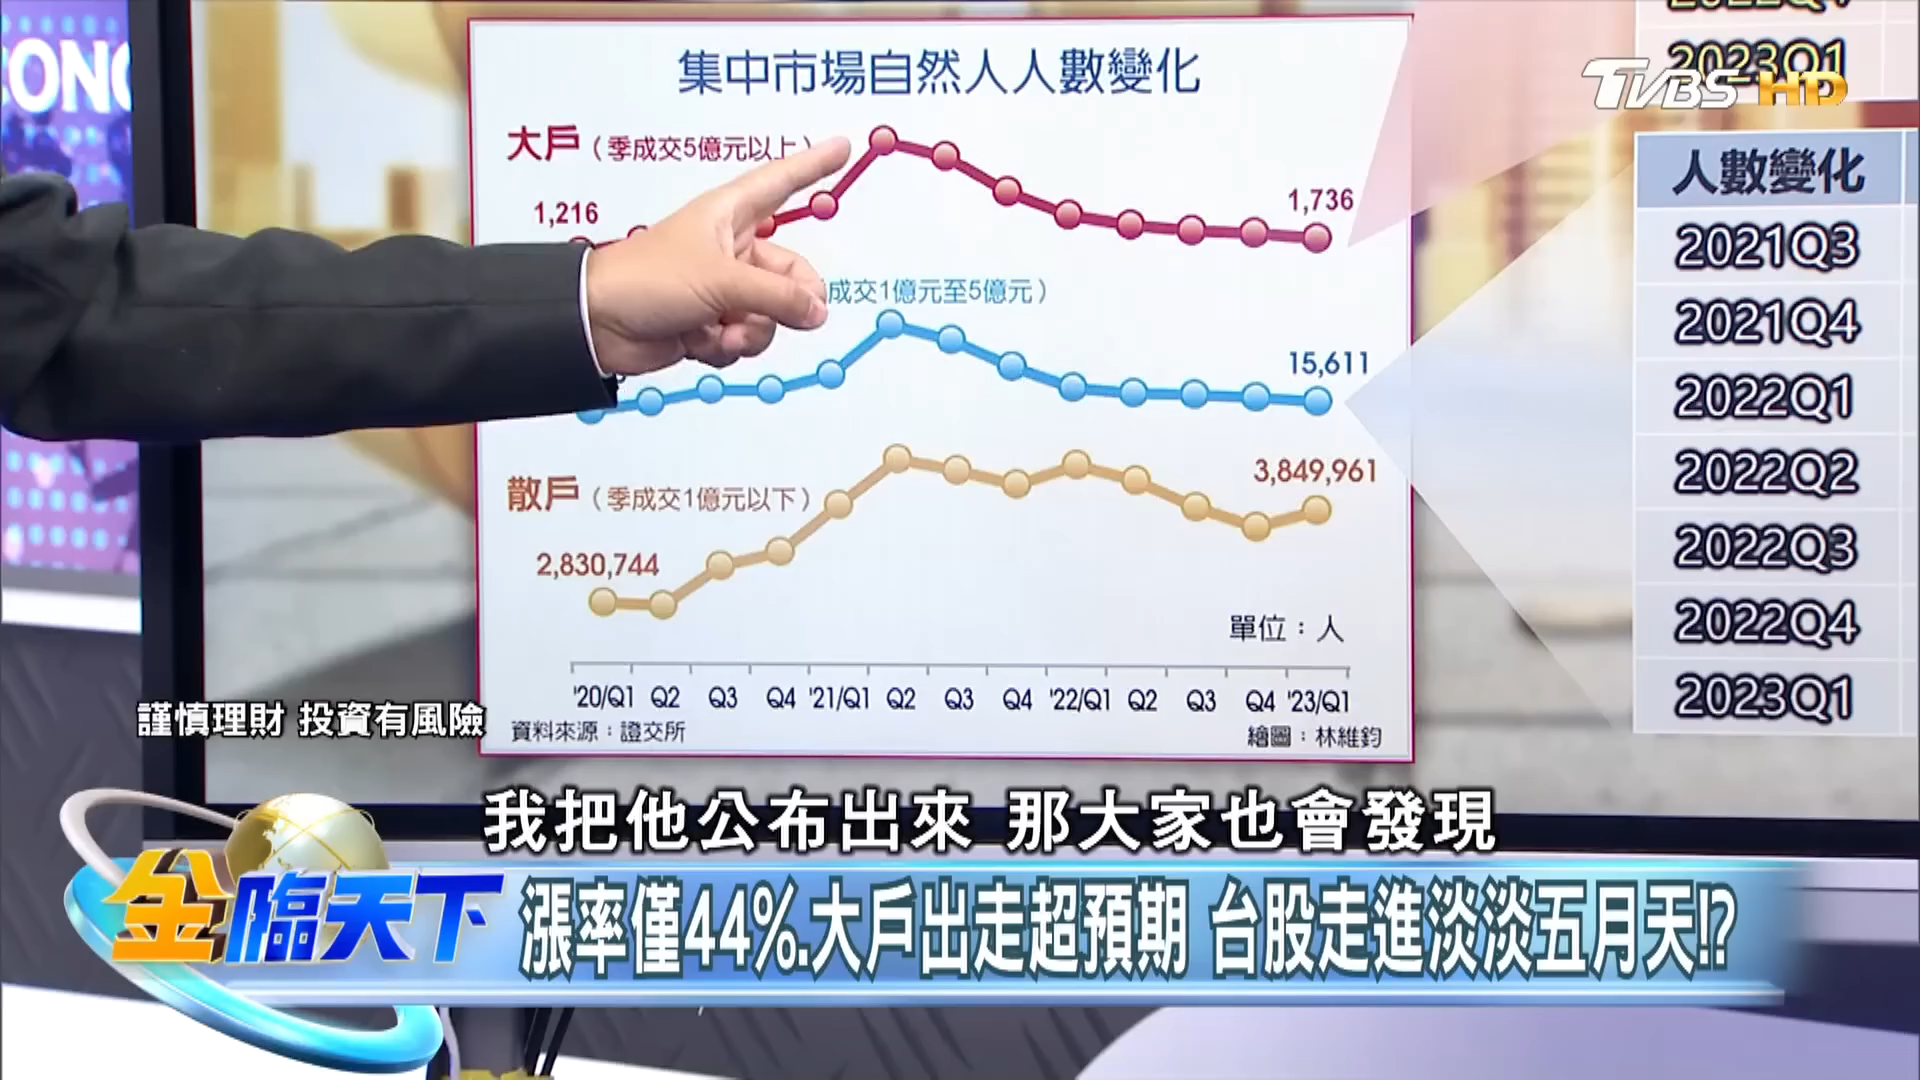 ONO
集中市場自然人人數變化
大戶（季成交5億元以上）
1,216
1,736
成交1億元至5億元）
15,611
散戶（季成交1億元以下）
2,830,744
3,849,961
單位：人
'20/Q1 Q2 Q3 Q4 '21/Q1 Q2 Q3 Q4 '22/Q1 Q2 Q3 Q4 '23/Q1
資料來源：證交所
繪圖：林維鈞
2023Q1
TVBS HD
人數變化
2021Q3
2021Q4
2022Q1
2022Q2
2022Q3
2022Q4
2023Q1
謹慎理財 投資有風險
我把他公布出來 那大家也會發現
金臨天下
漲率僅44%.大戶出走超預期 台股走進淡淡五月天!?